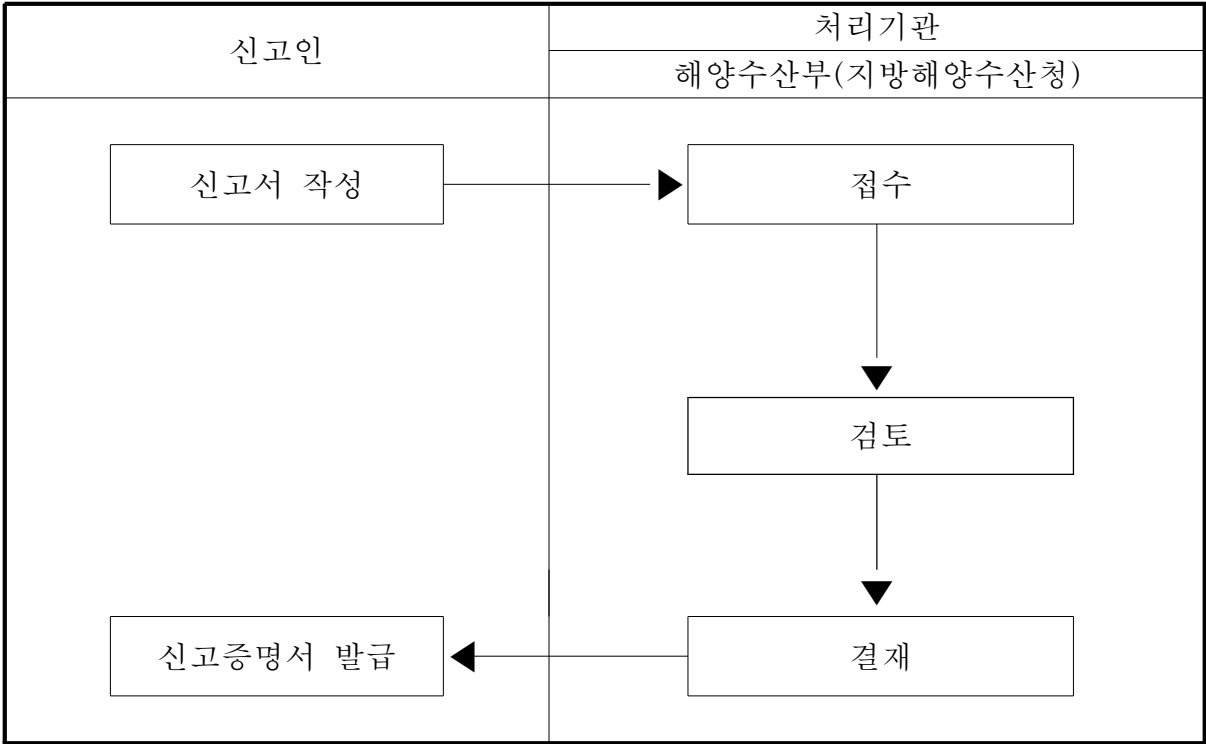 신고인
처리기관
해양수산부(지방해양수산청)
신고서 작성
접수
검토
신고증명서 발급
결재